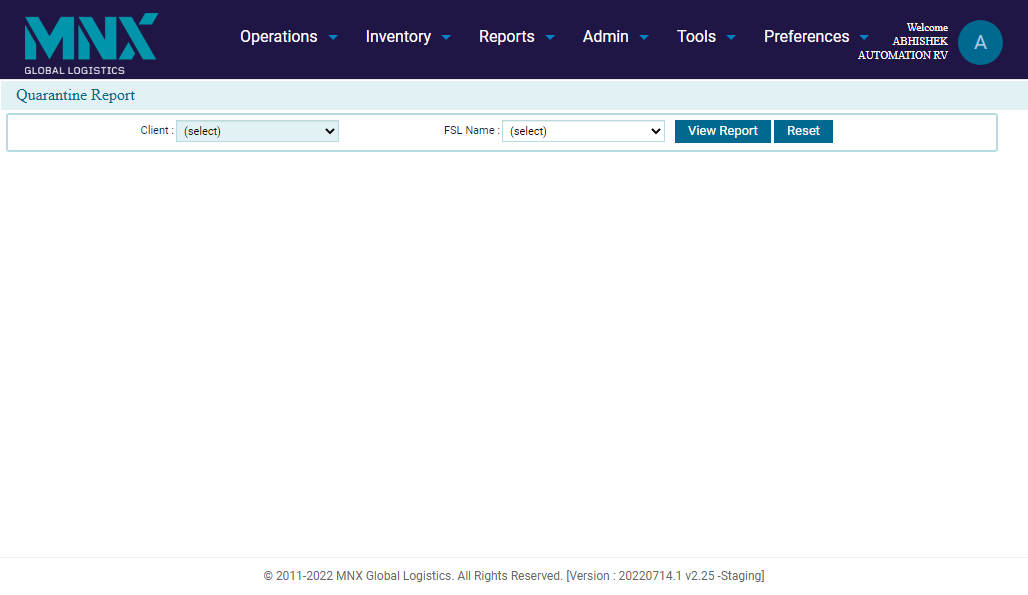 MNX
GLOBAL LOGISTICS
Operations Inventory Reports Admin Tools Preferences
Welcome
ABHISHEK
AUTOMATION RV
A
Quarantine Report
Client : (select) FSL Name : (select) View Report Reset
© 2011-2022 MNX Global Logistics. All Rights Reserved. [Version : 20220714.1 v2.25 -Staging]